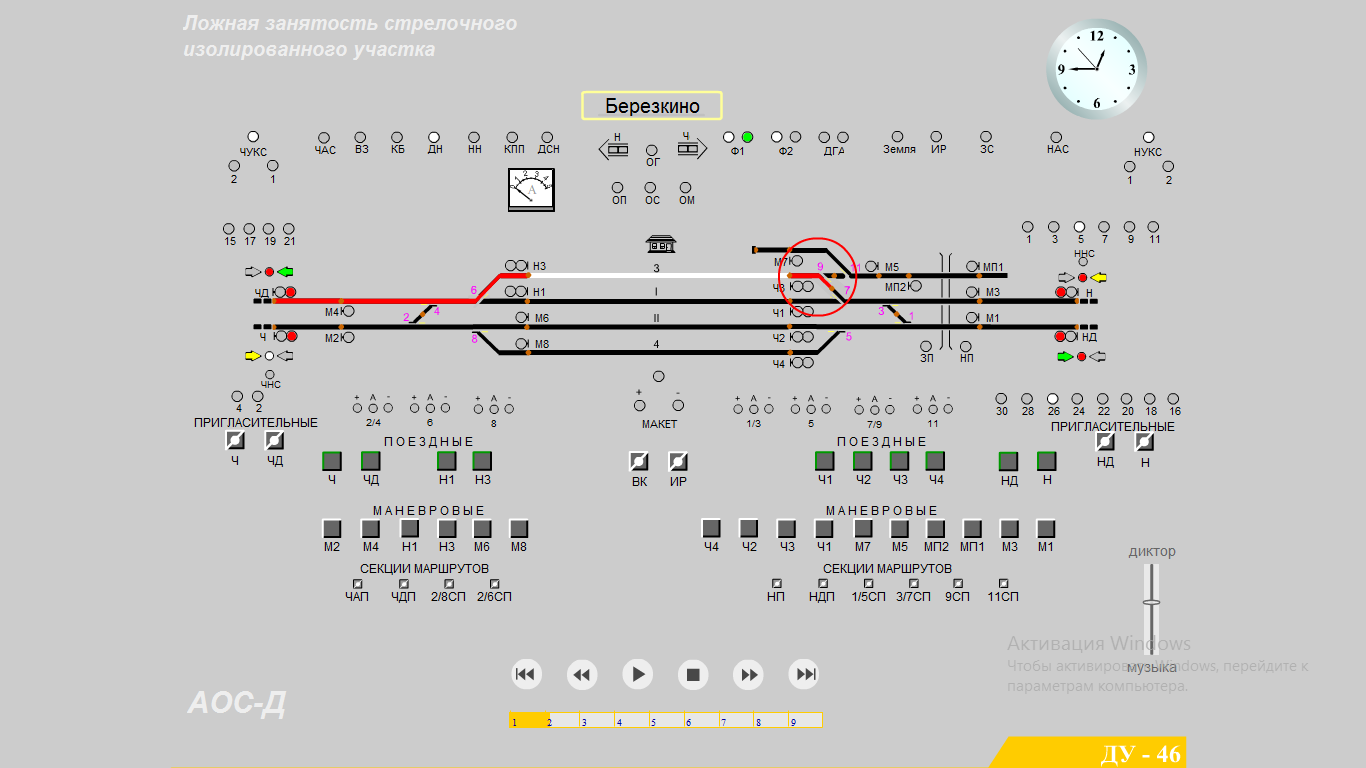 Ложная занятость стрелочного
изолированного участка
12
3
6
9
Березкино
ЧУКС
2 1
ЧАС ВЗ КБ ДН НН КПП ДСН
Н Ч
ОГ
Ф1 Ф2 ДГА Земля ИР ЗС НАС
НУКС
1 2
А
ОП ОС ОМ
15 17 19 21
1 3 5 7 9 11
ННС
ЧД
Н3 3 М7 9 11 М5 МП1
6 Ч3 7 МП2 Н
Н1 I М3
М4 2 4 Ч1 3 1
М6 II М1
Ч М2 8 Ч2 5 НД
М8 4 ЗП НП
Ч4
ЧНС
4 2
ПРИГЛАСИТЕЛЬНЫЕ
Ч ЧД
+ А - + А - + А -
2/4 6 8
+ -
МАКЕТ
+ А - + А - + А - + А -
1/3 5 7/9 11
30 28 26 24 22 20 18 16
ПРИГЛАСИТЕЛЬНЫЕ
НД Н
ПОЕЗДНЫЕ
Ч ЧД Н1 Н3
ВК ИР
ПОЕЗДНЫЕ
Ч1 Ч2 Ч3 Ч4 НД Н
МАНЕВРОВЫЕ
М2 М4 Н1 Н3 М6 М8
МАНЕВРОВЫЕ
Ч4 Ч2 Ч3 Ч1 М7 М5 МП2 МП1 М3 М1
СЕКЦИИ МАРШРУТОВ
ЧАП ЧДП 2/8СП 2/6СП
СЕКЦИИ МАРШРУТОВ
НП НДП 1/5СП 3/7СП 9СП 11СП
диктор
музыка
Активация Windows
Чтобы активировать Windows, перейдите к
параметрам компьютера.
АОС-Д
1 2 3 4 5 6 7 8 9
ДУ - 46